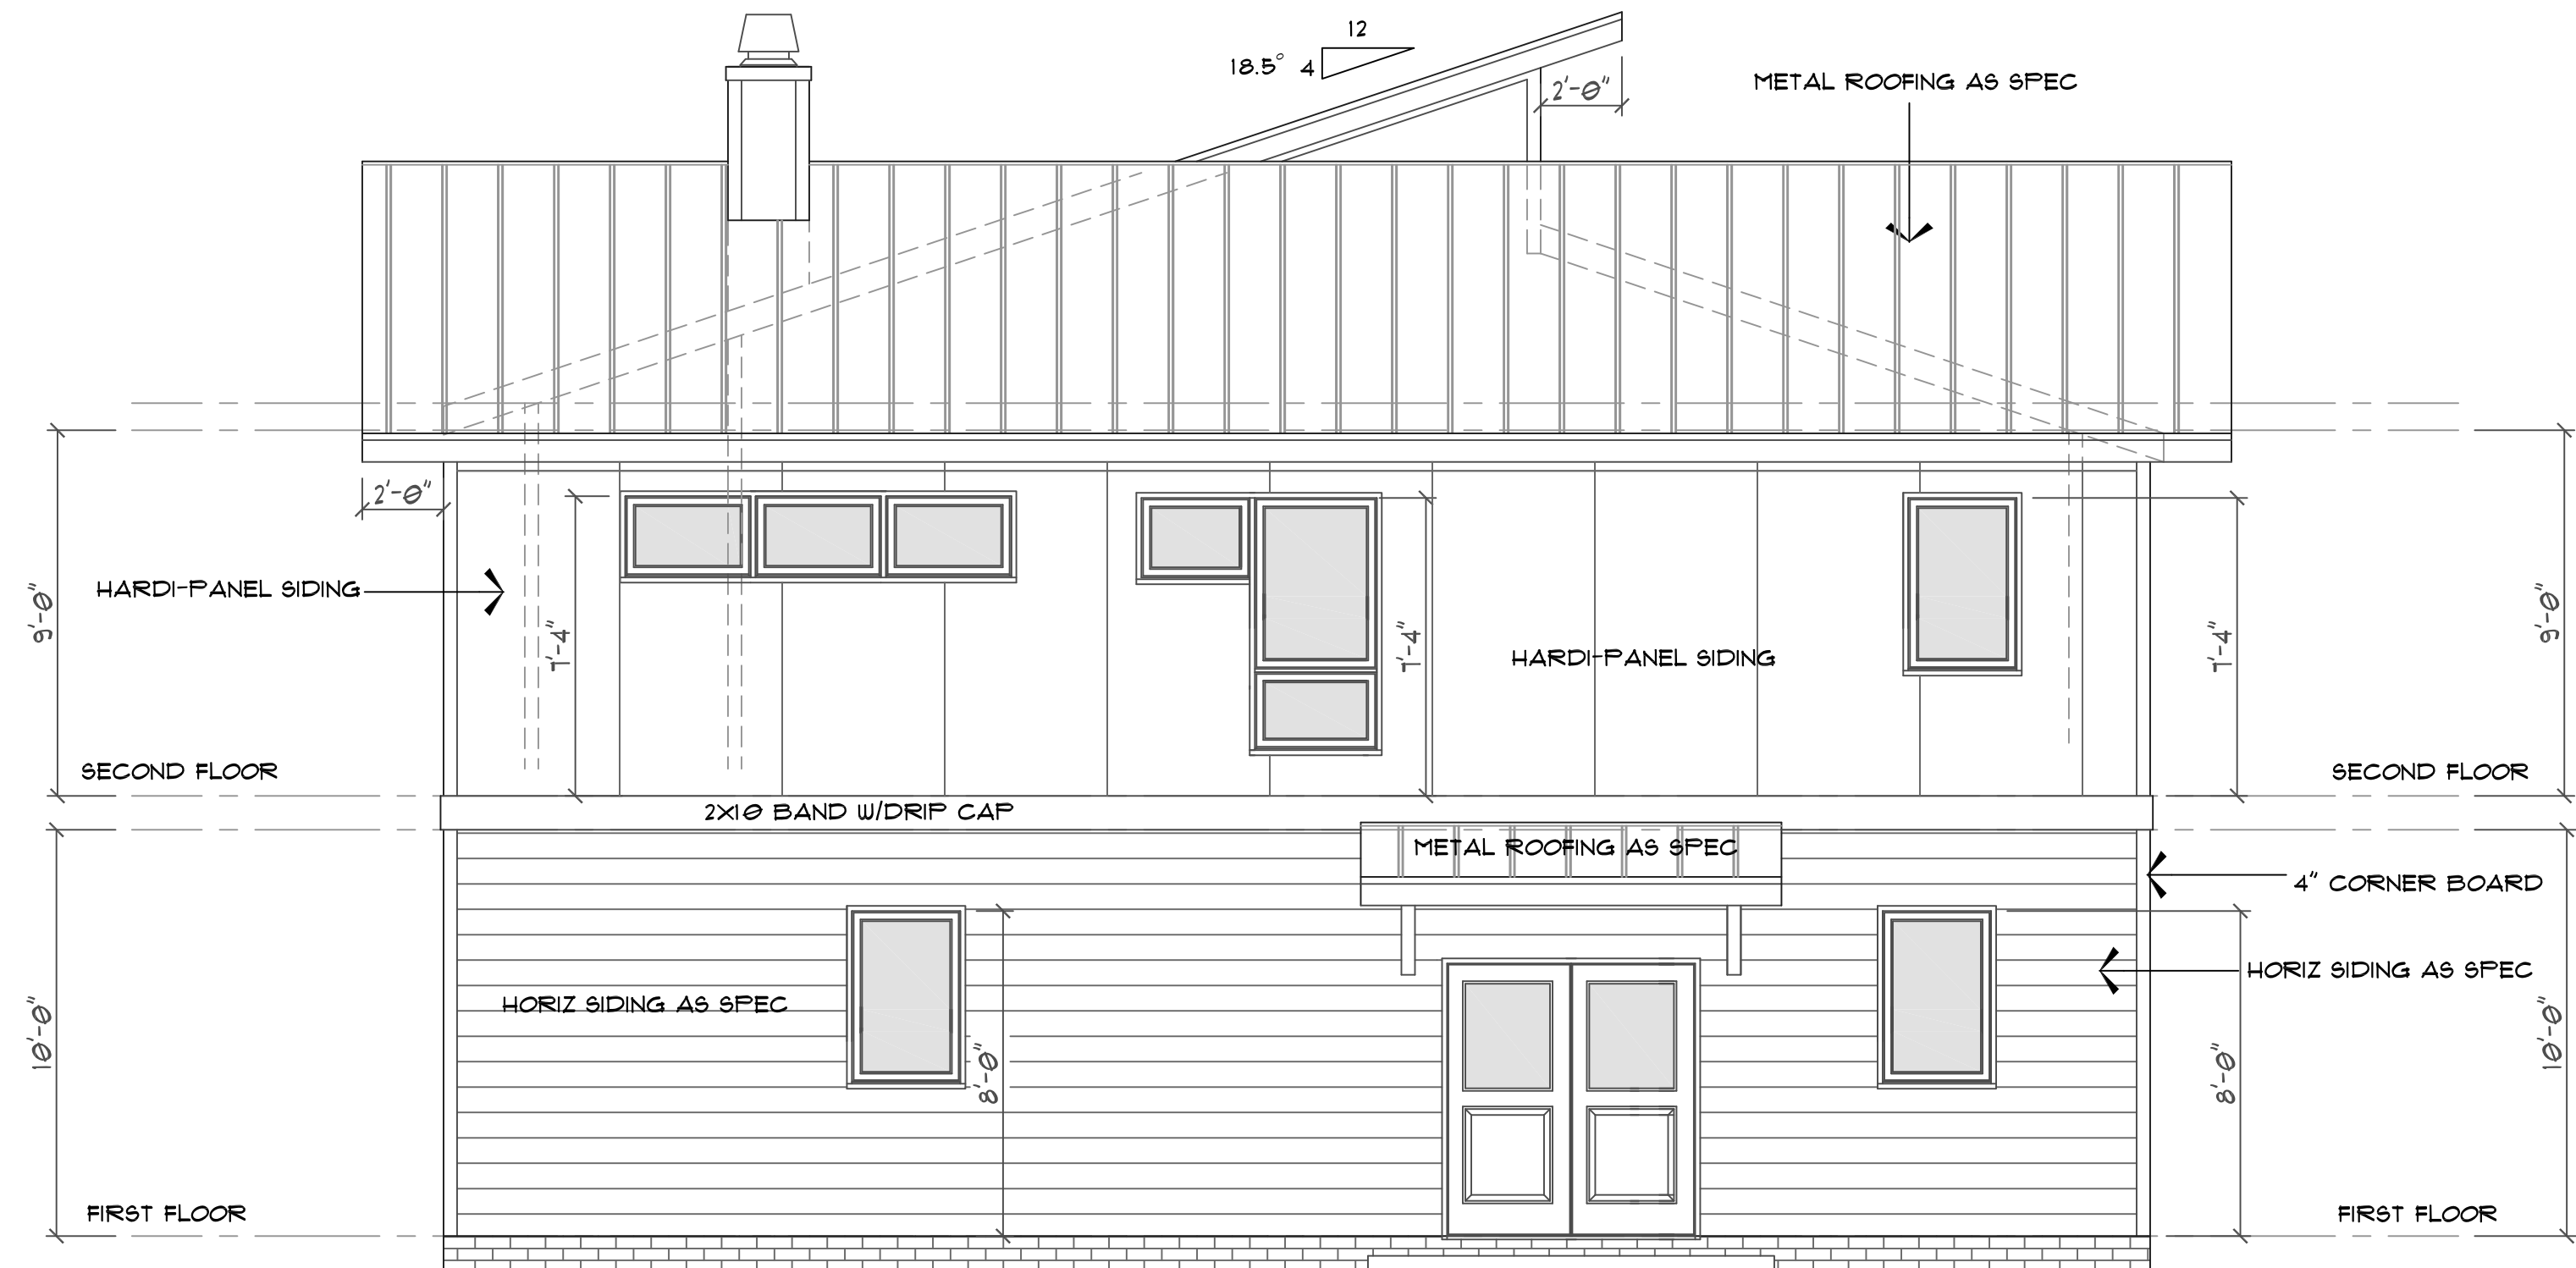 12
18.5° 4
METAL ROOFING AS SPEC
2'-0"
2'-0"
HARDI-PANEL SIDING
9'-0"
7'-4"
7'-4"
HARDI-PANEL SIDING
7'-4"
9'-0"
SECOND FLOOR
SECOND FLOOR
2X10 BAND W/DRIP CAP
METAL ROOFING AS SPEC
4" CORNER BOARD
HORIZ SIDING AS SPEC
HORIZ SIDING AS SPEC
10'-0"
8'-0"
8'-0"
10'-0"
FIRST FLOOR
FIRST FLOOR